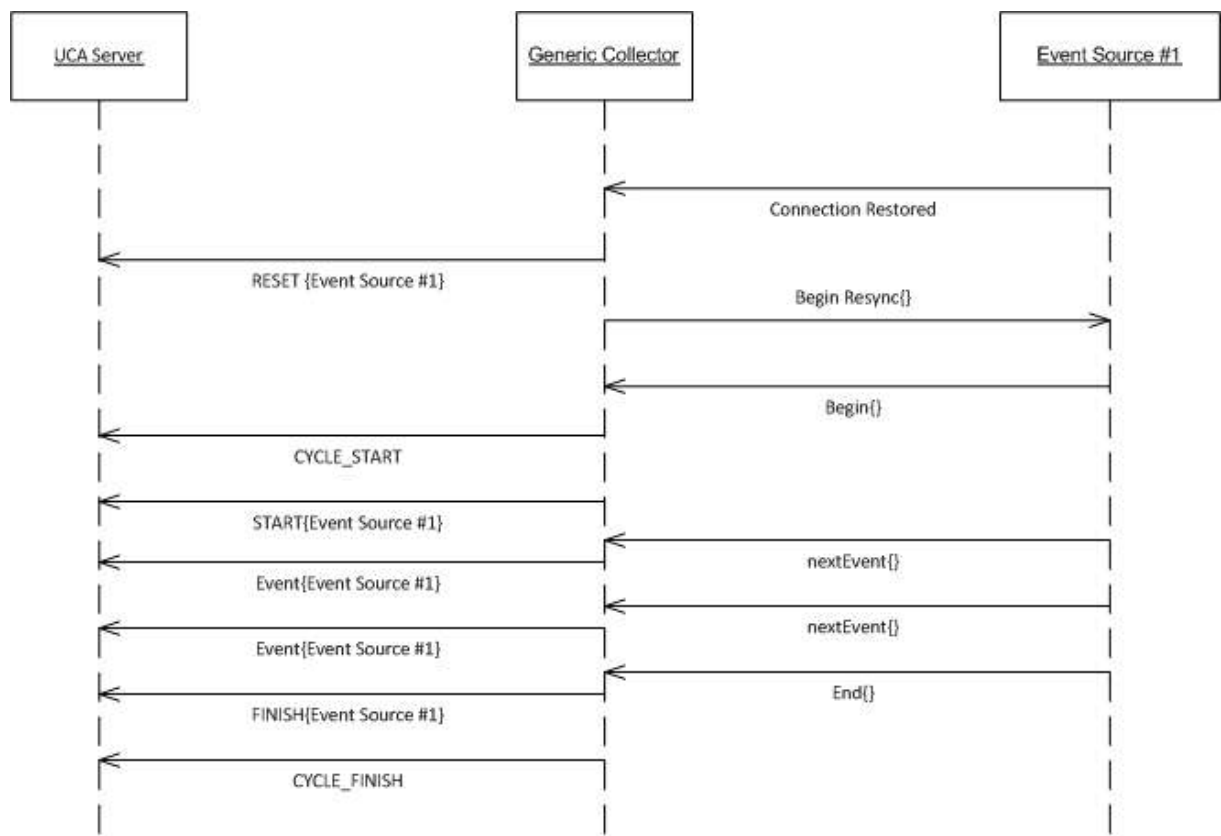 UCA Server
Generic Collector
Event Source #1
Connection Restored
RESET {Event Source #1}
Begin Resync{}
Begin{}
CYCLE_START
START{Event Source #1}
nextEvent{}
Event{Event Source #1}
nextEvent{}
Event{Event Source #1}
End{}
FINISH{Event Source #1}
CYCLE_FINISH